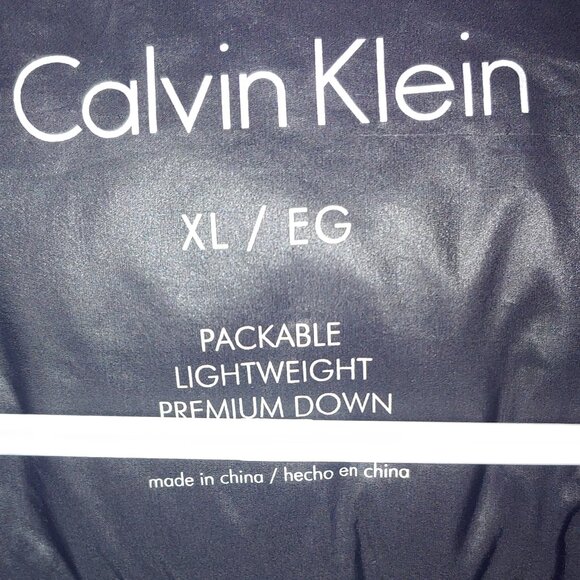 Calvin Klein
XL / EG
PACKABLE
LIGHTWEIGHT
PREMIUM DOWN
made in china / hecho en china